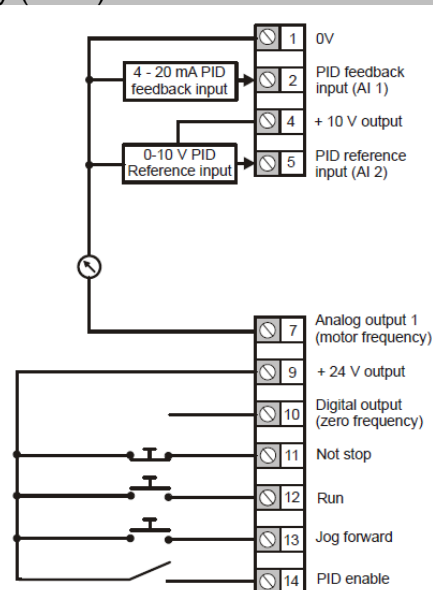 1 0V
4 - 20 mA PID
feedback input
2 PID feedback
input (AI 1)
4 + 10 V output
0-10 V PID
Reference input
5 PID reference
input (AI 2)
7 Analog output 1
(motor frequency)
9 + 24 V output
10 Digital output
(zero frequency)
11 Not stop
12 Run
13 Jog forward
14 PID enable